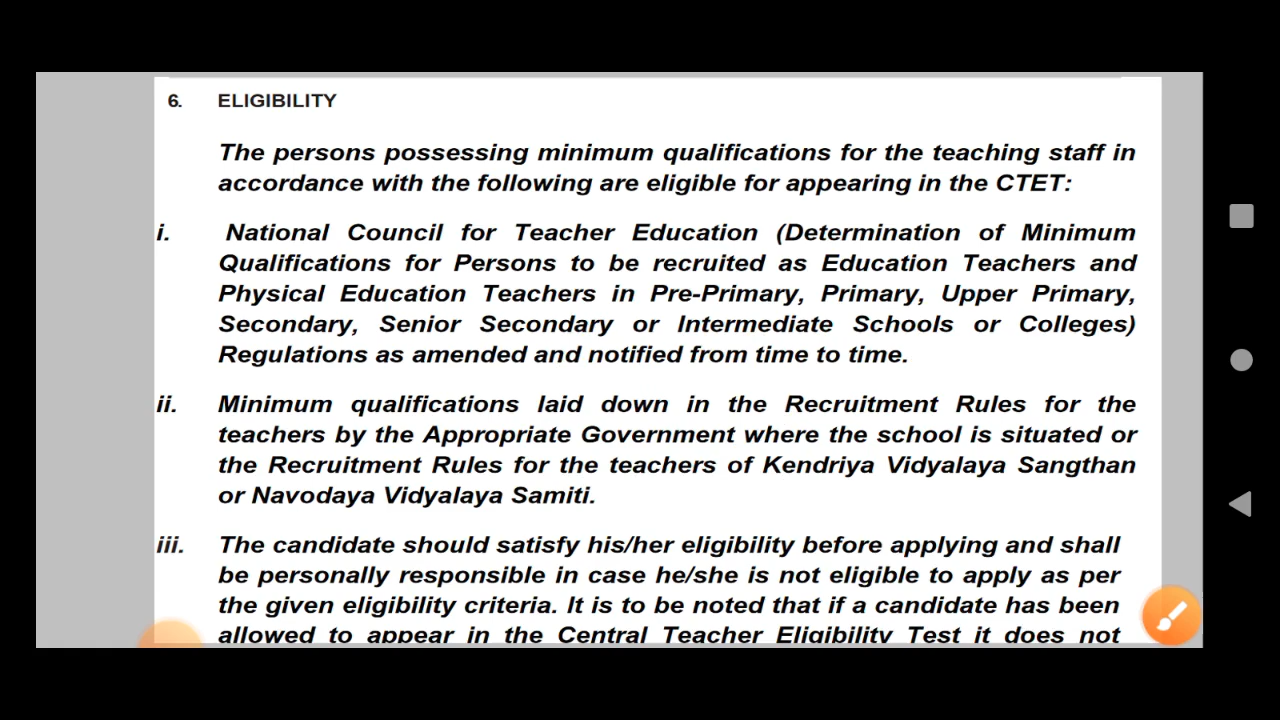 6. ELIGIBILITY
The persons possessing minimum qualifications for the teaching staff in
accordance with the following are eligible for appearing in the CTET:
i. National Council for Teacher Education (Determination of Minimum
Qualifications for Persons to be recruited as Education Teachers and
Physical Education Teachers in Pre-Primary, Primary, Upper Primary,
Secondary, Senior Secondary or Intermediate Schools or Colleges)
Regulations as amended and notified from time to time.
ii. Minimum qualifications laid down in the Recruitment Rules for the
teachers by the Appropriate Government where the school is situated or
the Recruitment Rules for the teachers of Kendriya Vidyalaya Sangthan
or Navodaya Vidyalaya Samiti.
iii. The candidate should satisfy his/her eligibility before applying and shall
be personally responsible in case he/she is not eligible to apply as per
the given eligibility criteria. It is to be noted that if a candidate has been
allowed to appear in the Central Teacher Eligibility Test it does not